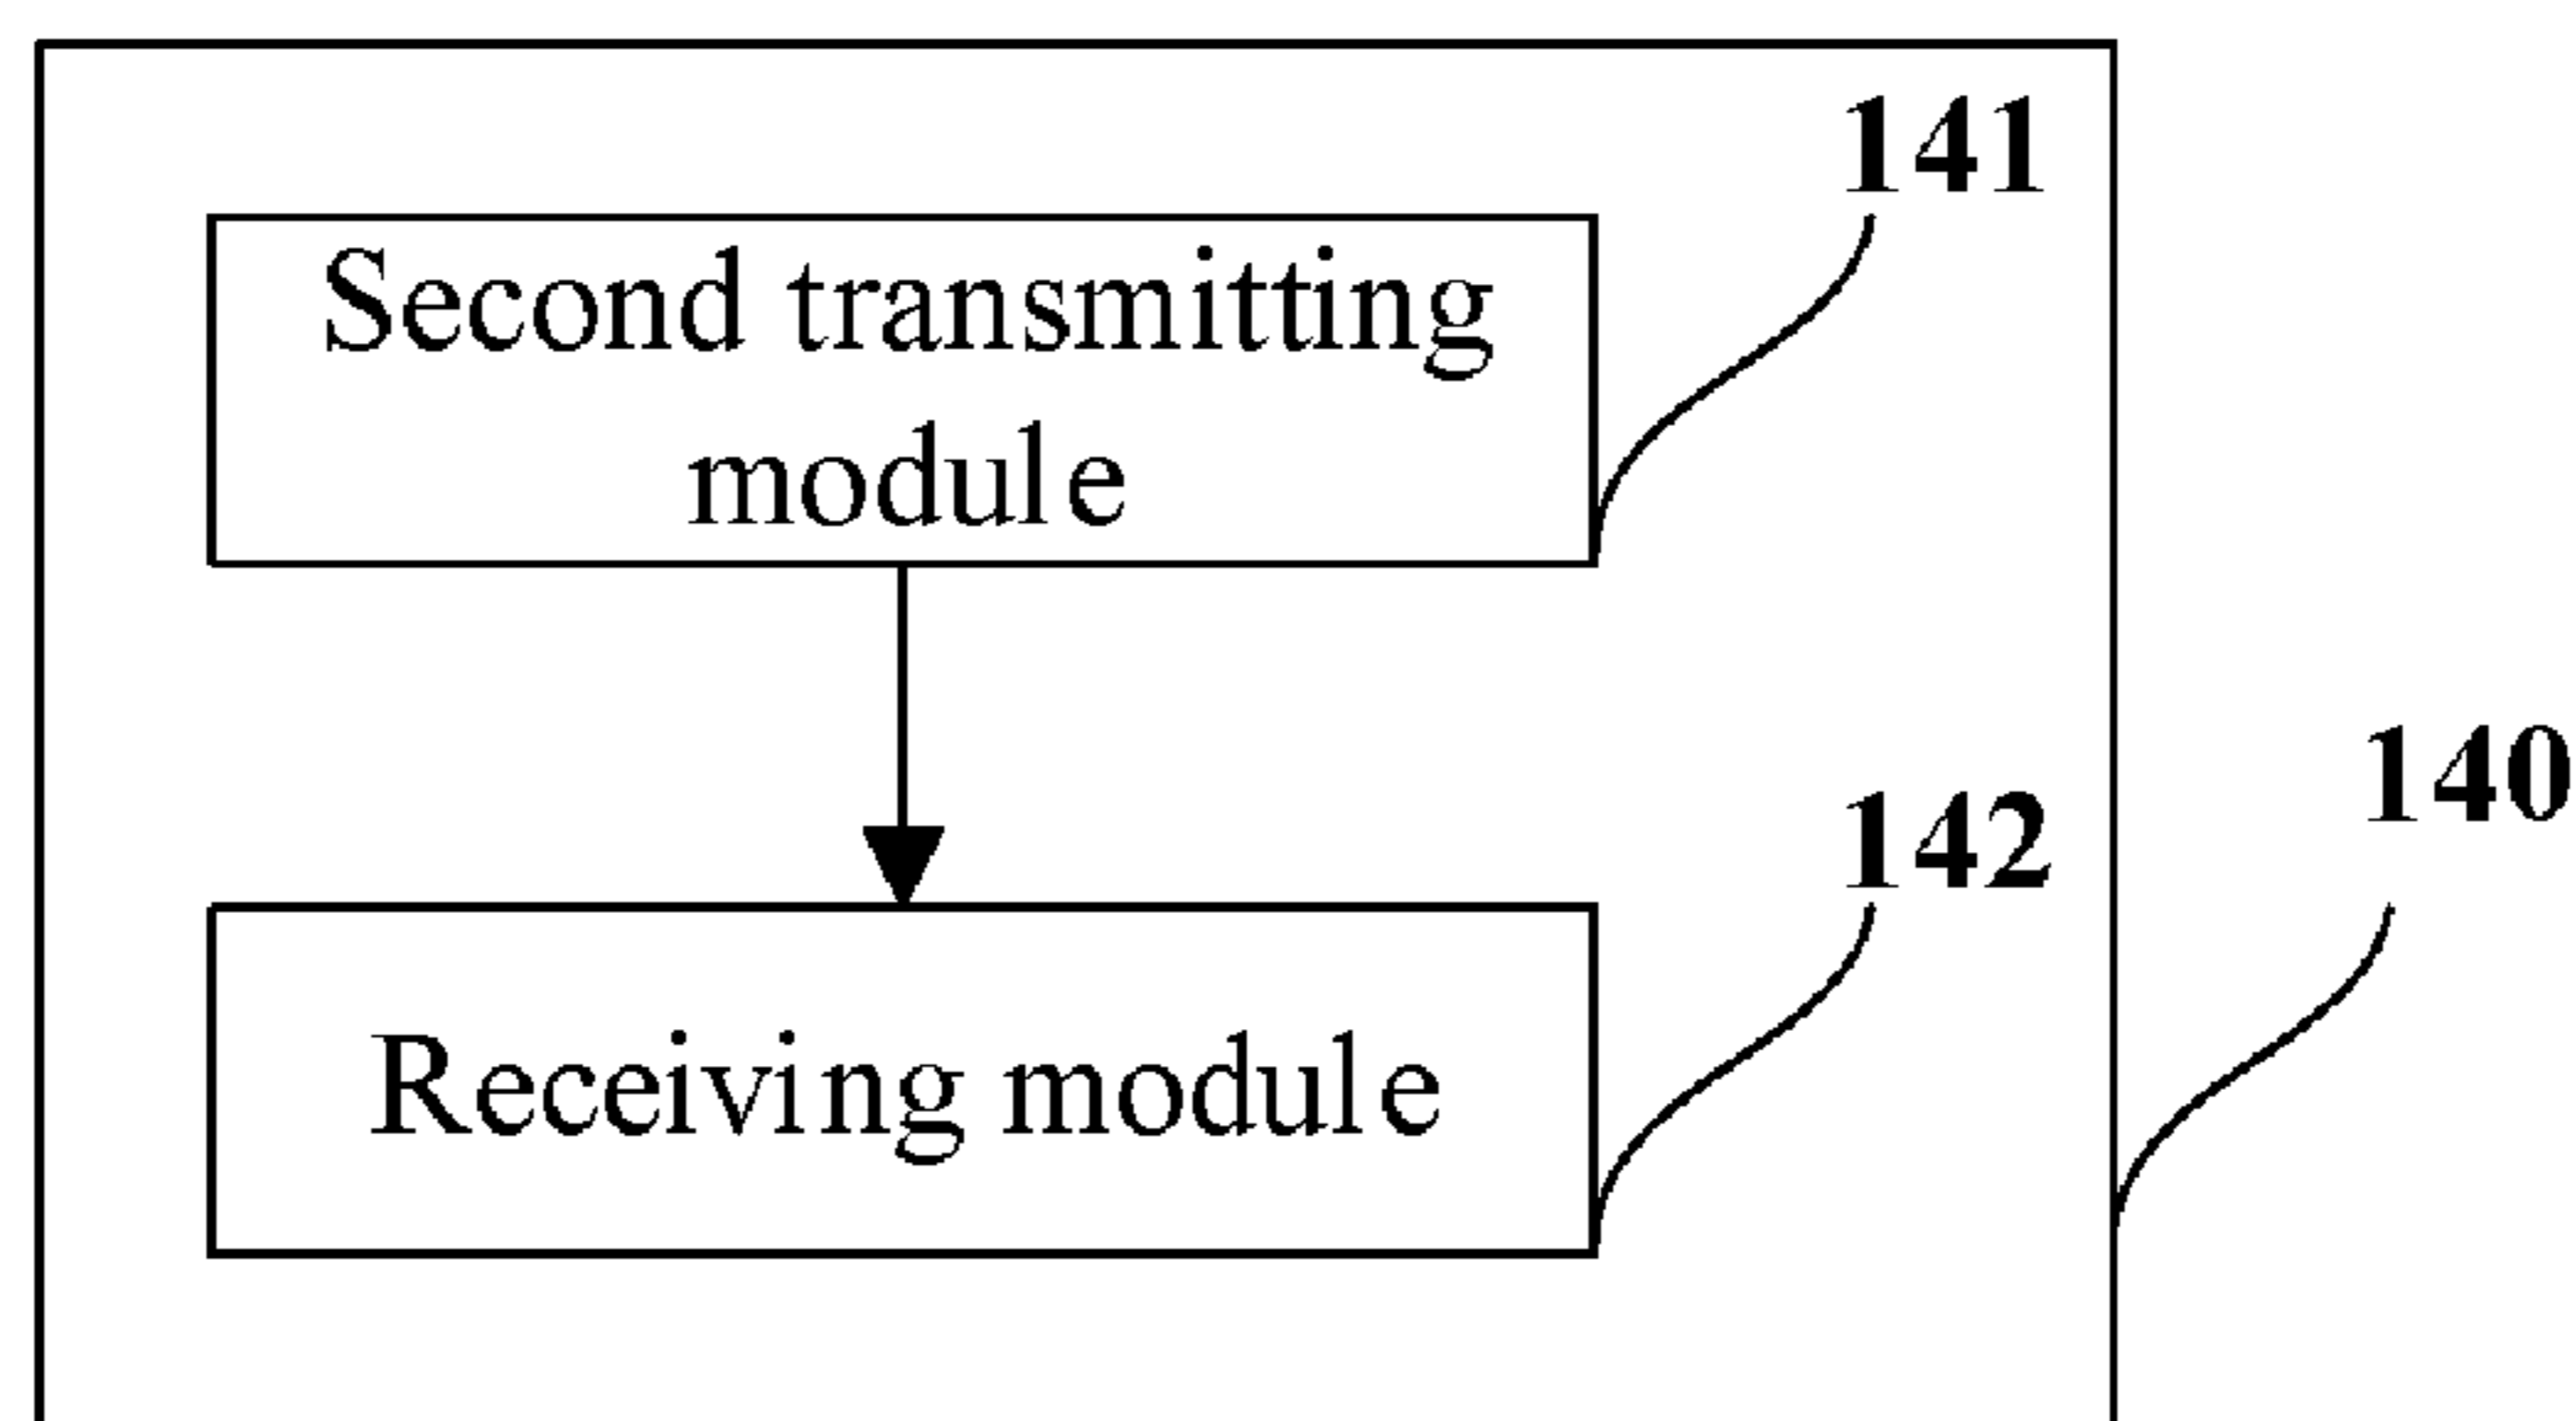 141
Second transmitting
module
140
142
Receiving module